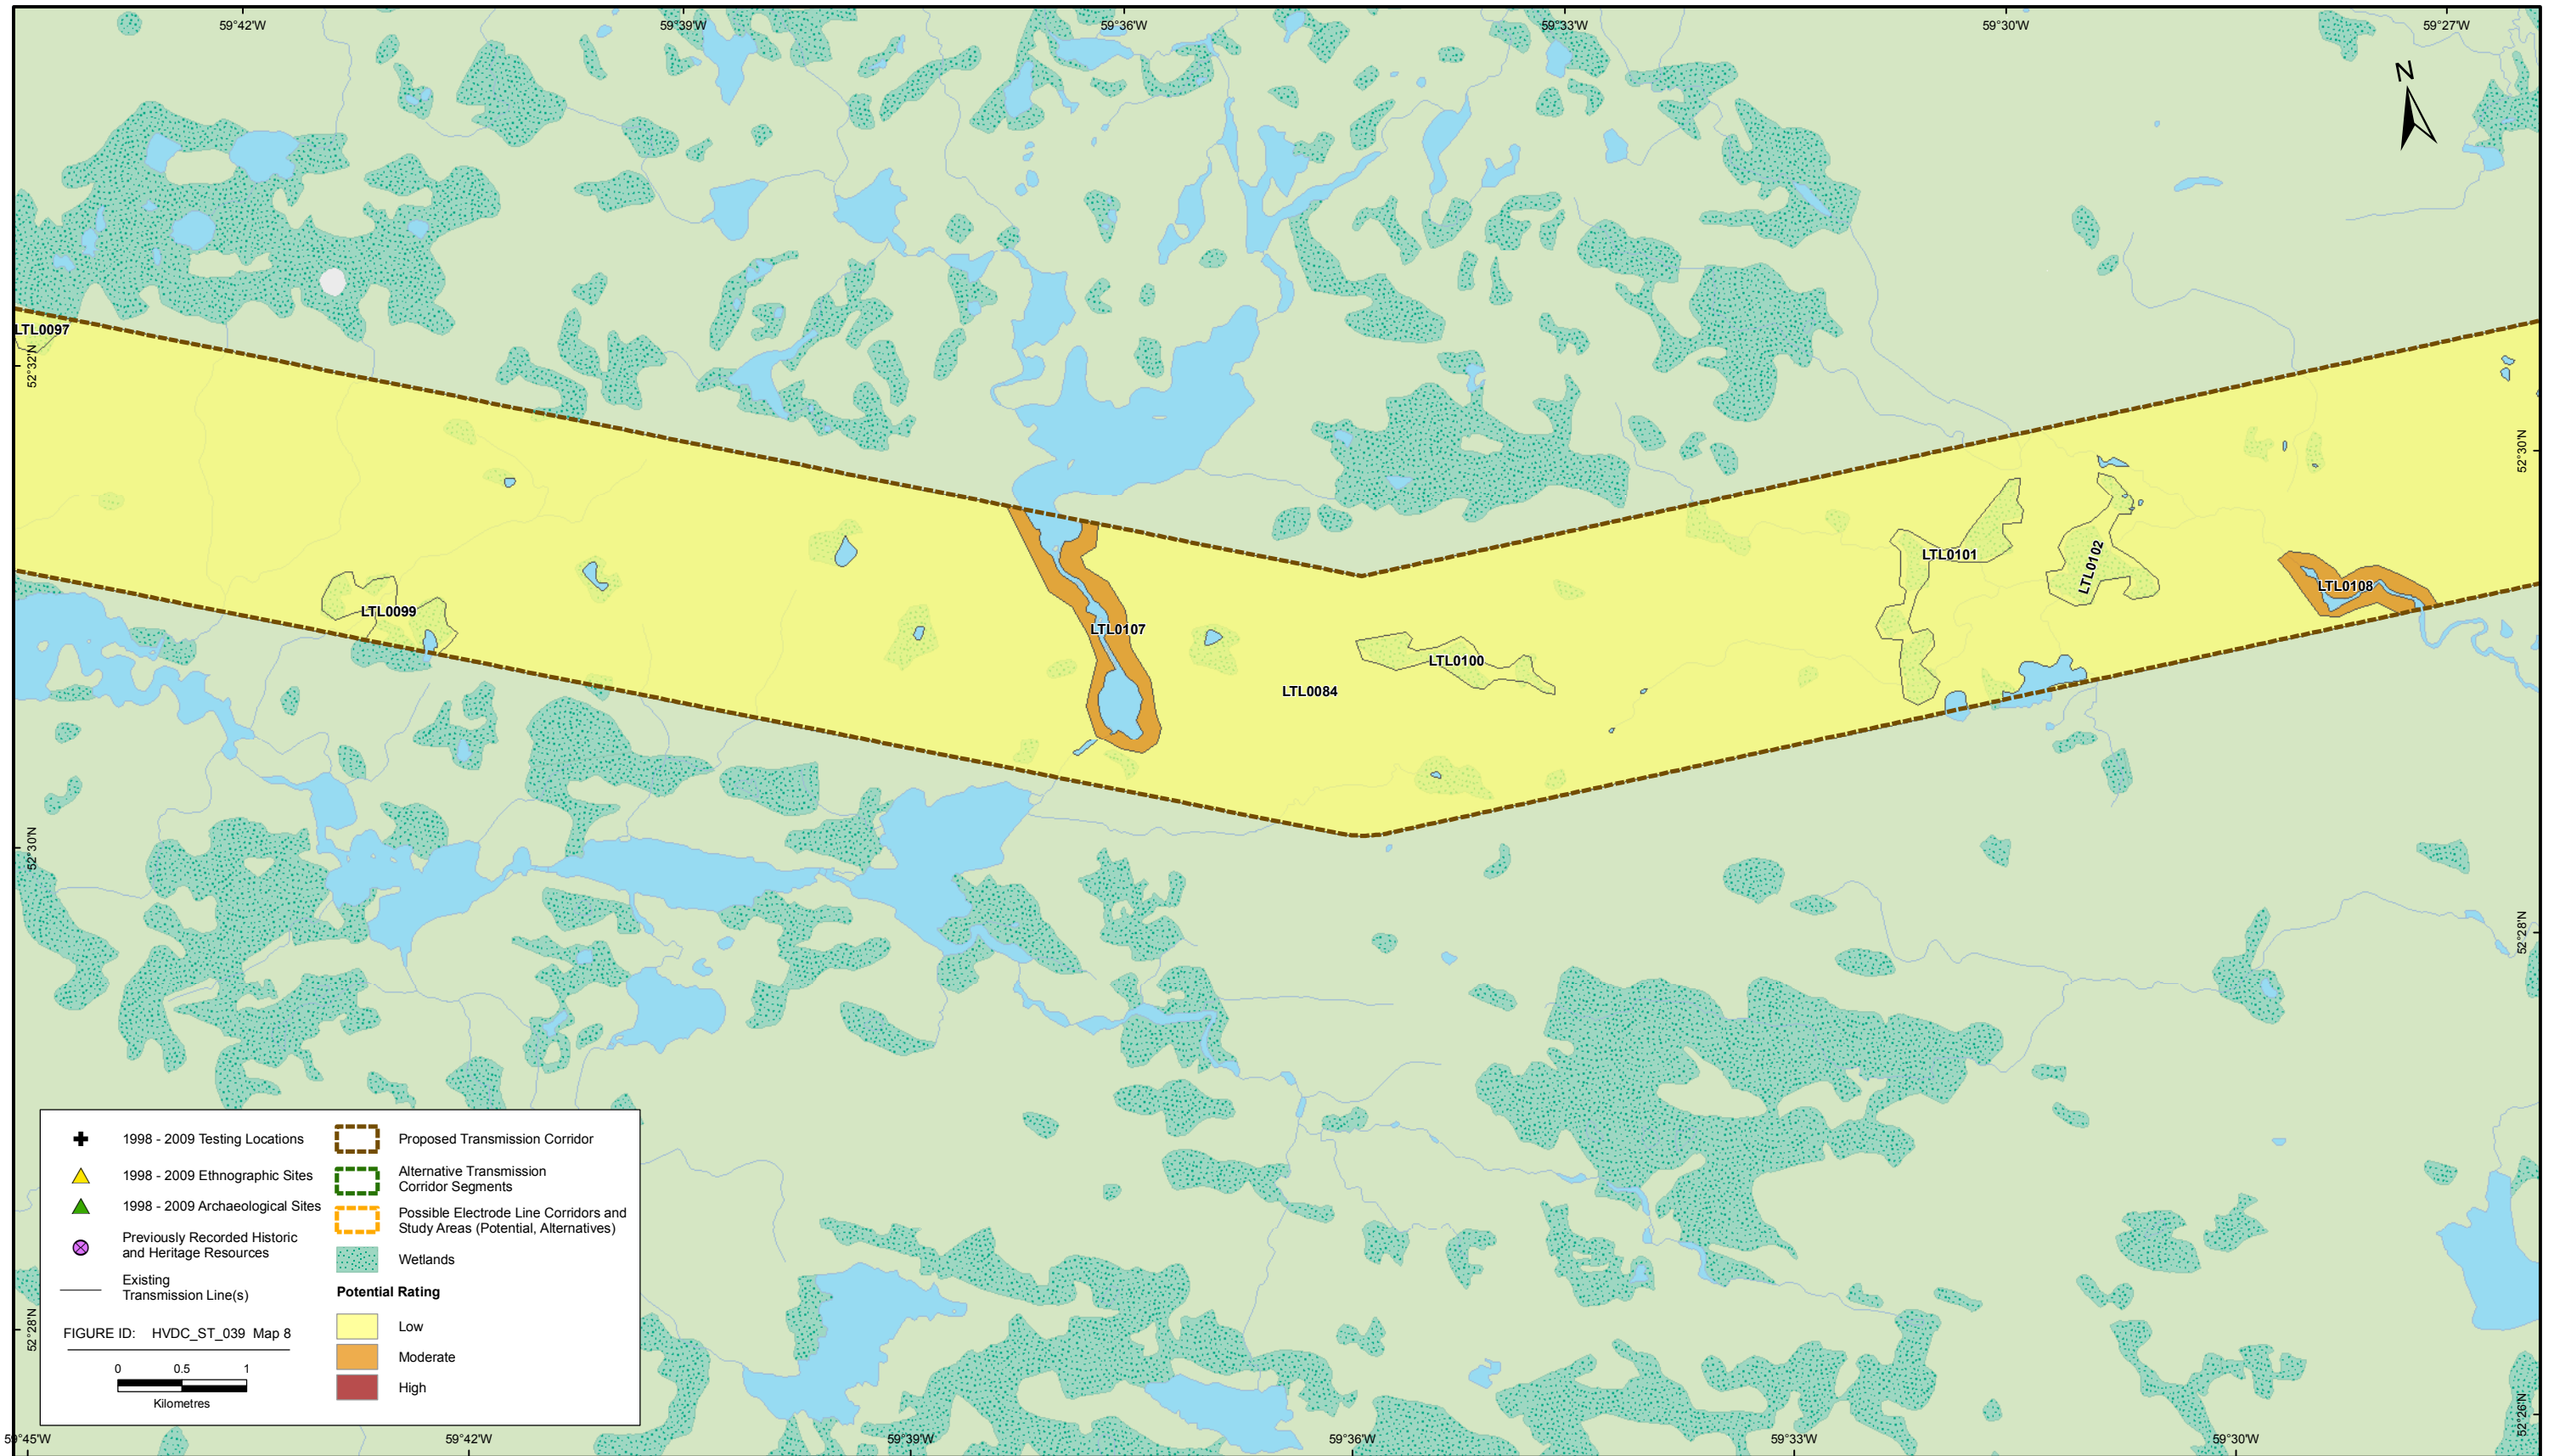 59°42'W
59°39'W
59°36'W
59°33'W
59°30'W
59°27'W
N
LTL0097
52°32'N
52°30'N
LTL0101
LTL0102
LTL0108
LTL0099
LTL0107
LTL0100
LTL0084
52°30'N
52°28'N
1998 - 2009 Testing Locations
1998 - 2009 Ethnographic Sites
1998 - 2009 Archaeological Sites
Previously Recorded Historic
and Heritage Resources
Existing
Transmission Line(s)
FIGURE ID: HVDC_ST_039 Map 8
0 0.5 1
Kilometres
Proposed Transmission Corridor
Alternative Transmission
Corridor Segments
Possible Electrode Line Corridors and
Study Areas (Potential, Alternatives)
Wetlands
Potential Rating
Low
Moderate
High
52°28'N
52°26'N
59°45'W
59°42'W
59°39'W
59°36'W
59°33'W
59°30'W